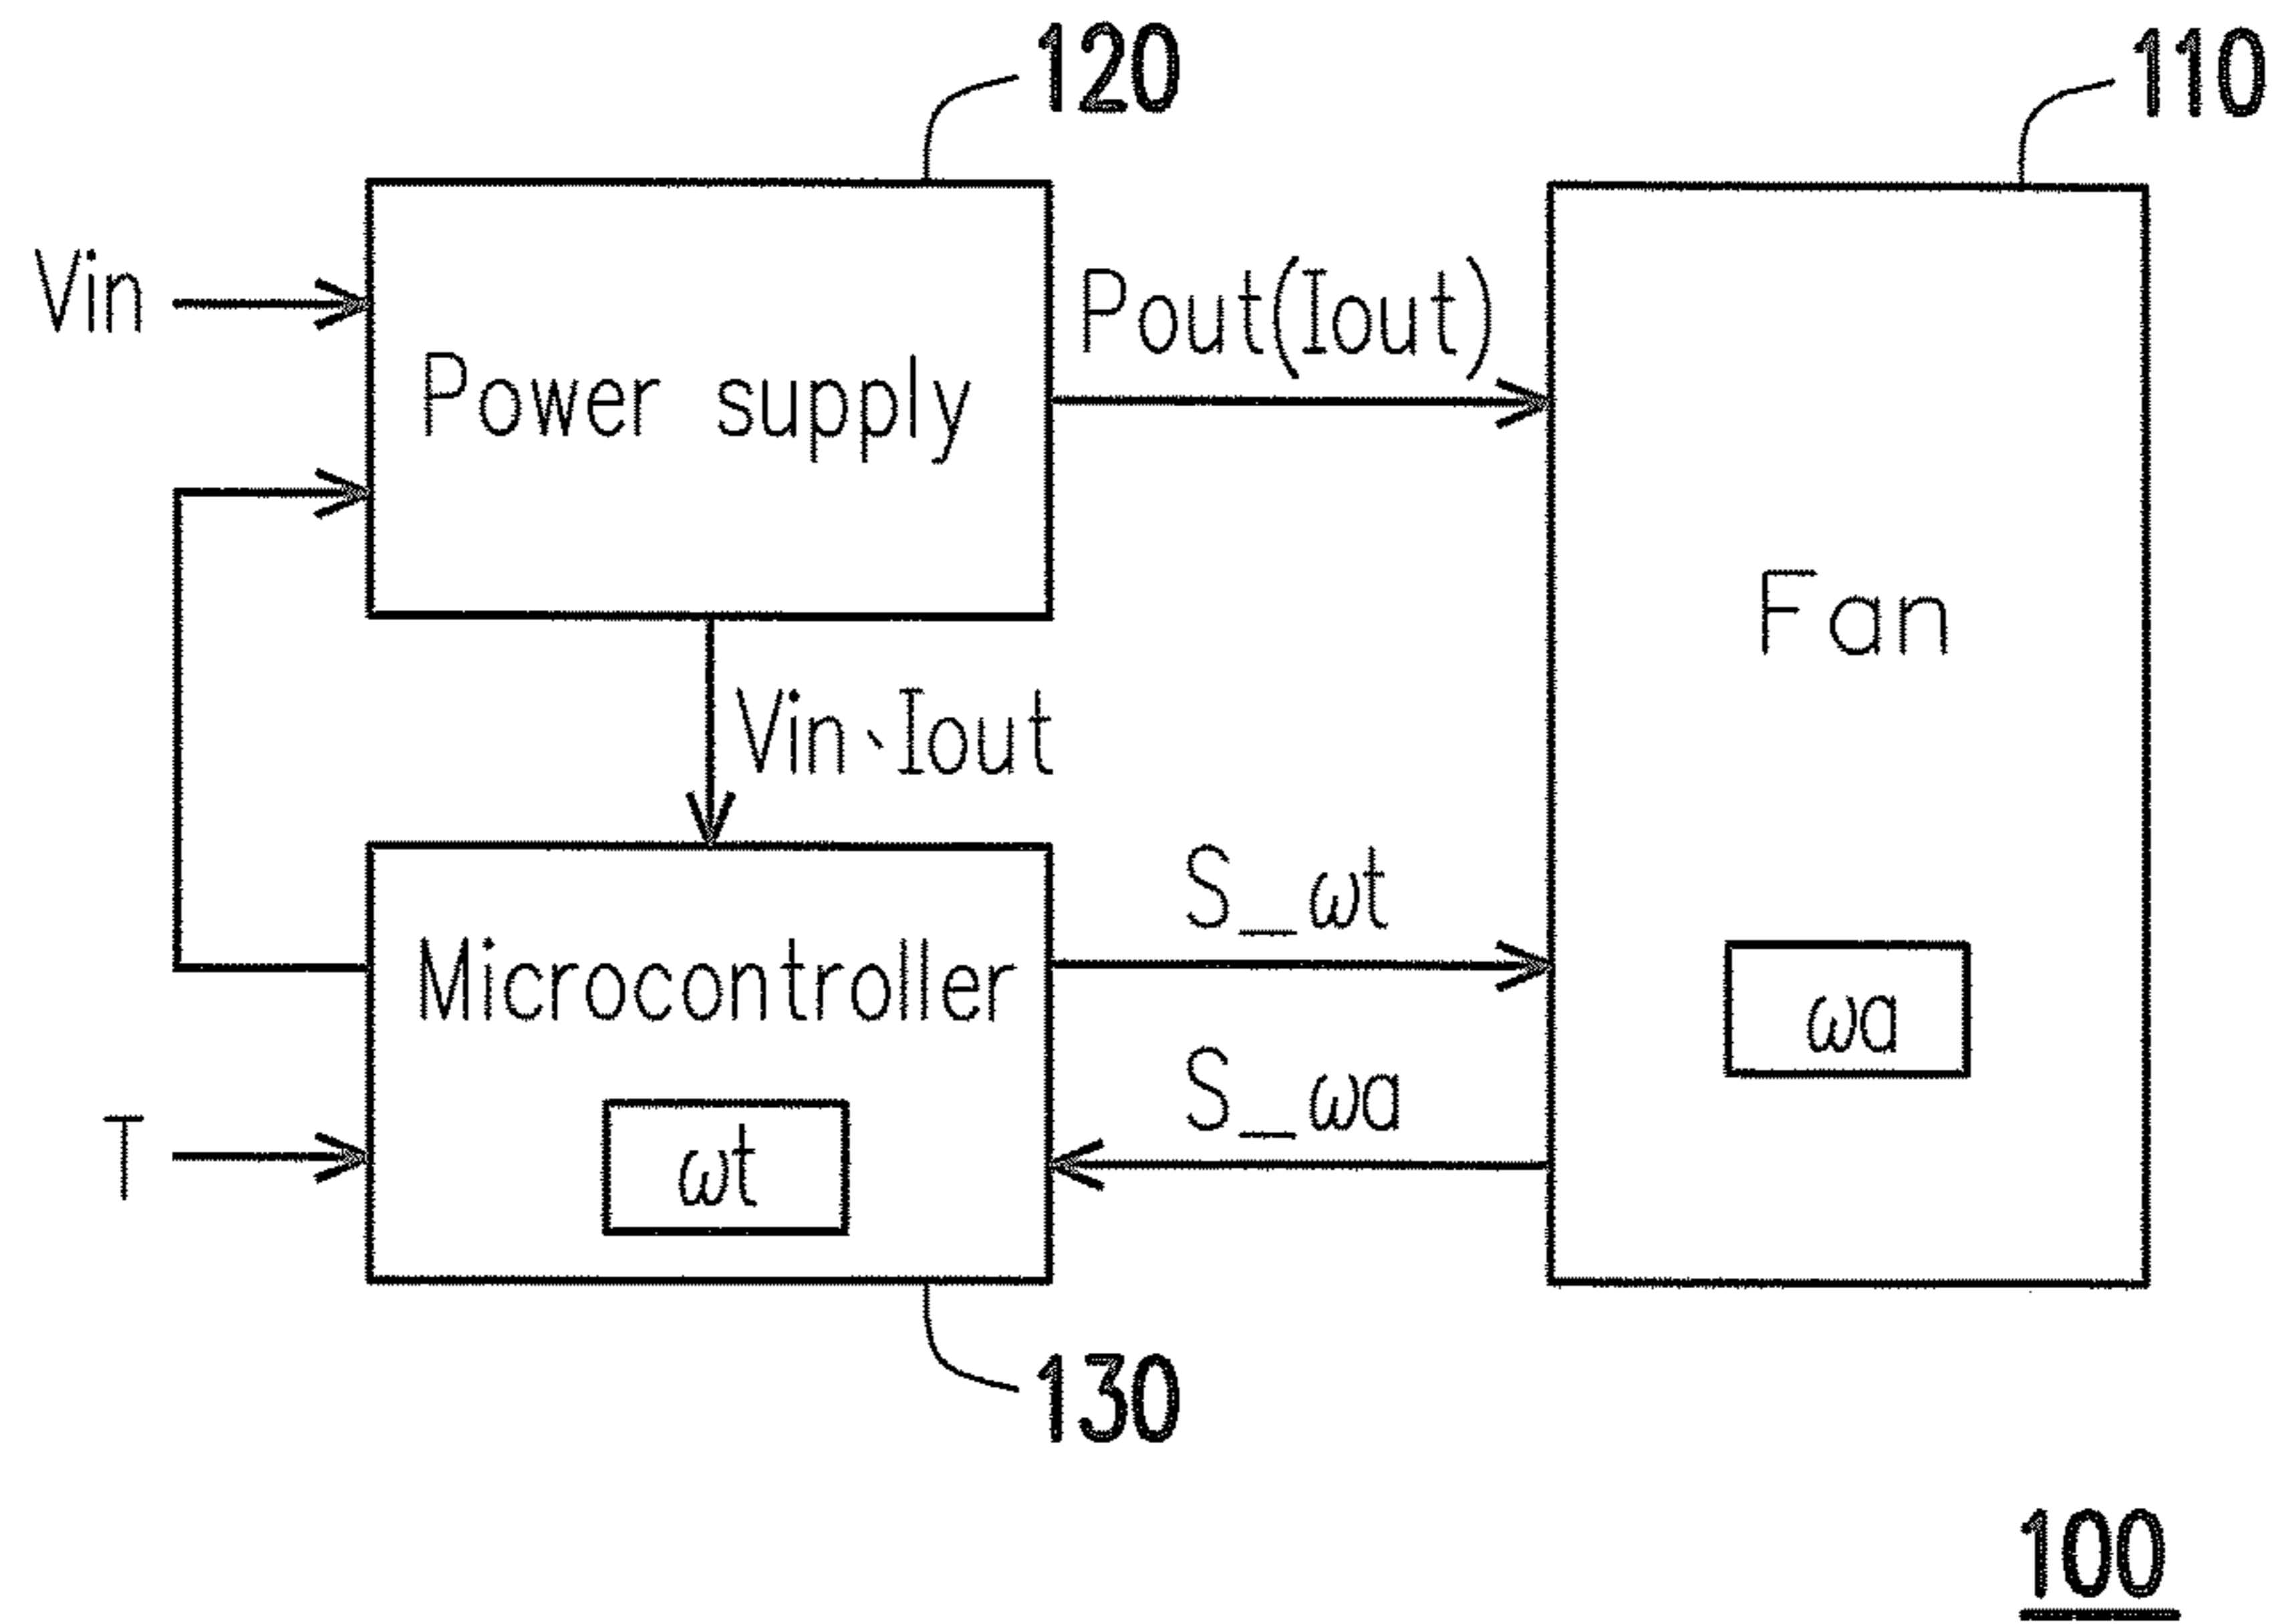 120
110
Vin
Pout(Iout)
Power supply
Fan
Vin、Iout
S_ωt
Microcontroller
ωa
S_ωa
T
ωt
130
100